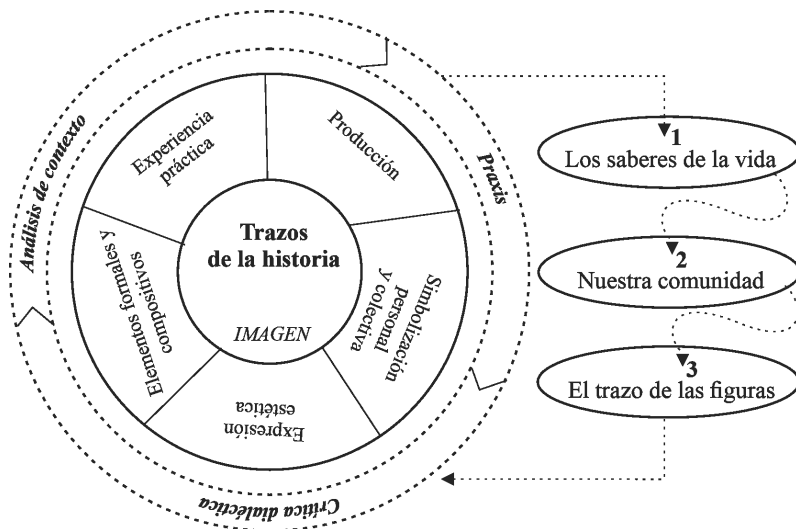 Análisis de contexto
Praxis
Crítica dialéctica
Experiencia
práctica
Producción
Simbolización
personal
y colectiva
Expresión
estética
Elementos formales y
compositivos
Trazos
de la historia
IMAGEN
1
Los saberes de la vida
2
Nuestra comunidad
3
El trazo de las figuras